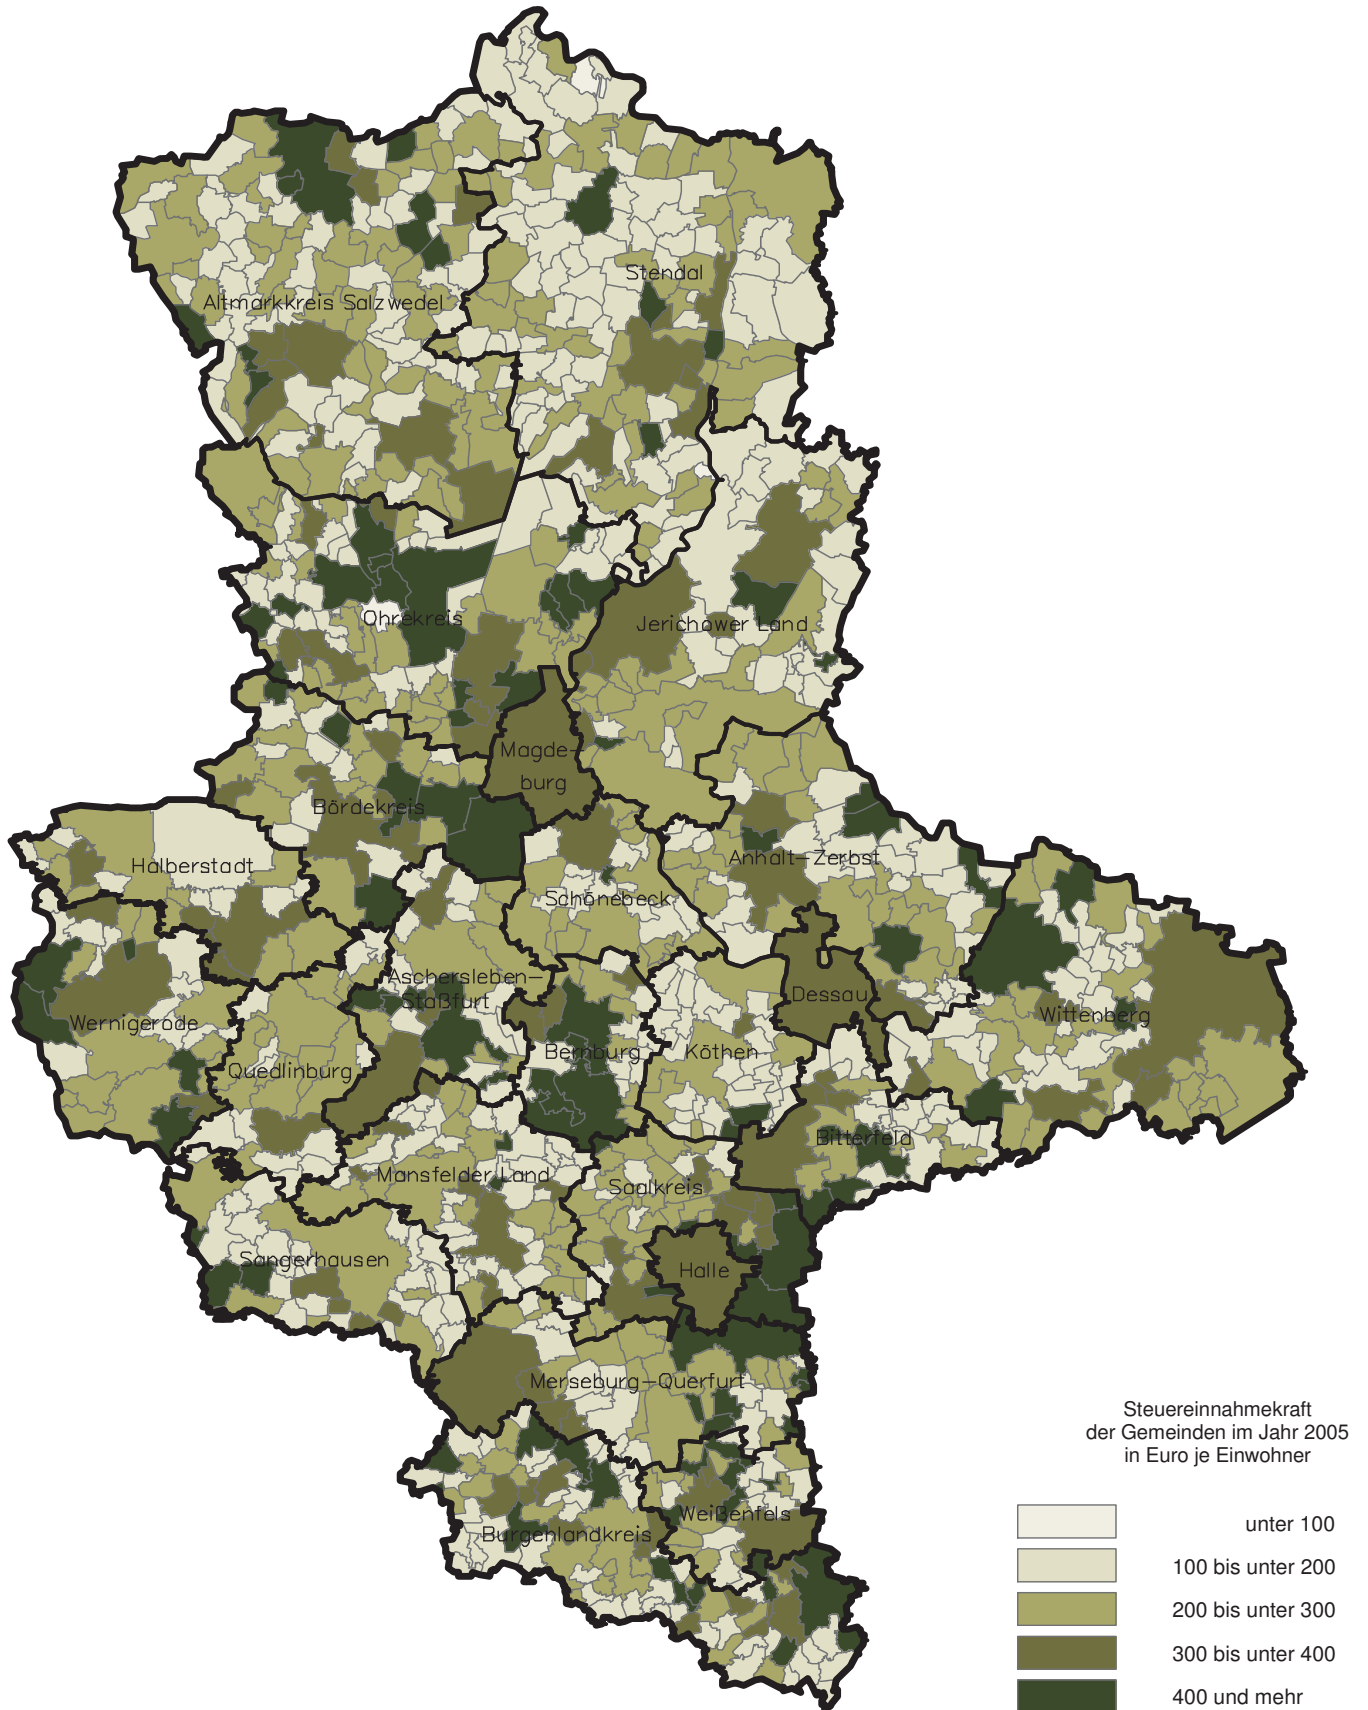 Stendal
Altmarkkreis Salzwedel
Ohrekreis
Jerichower Land
Magde-
burg
Bördekreis
Halberstadt
Anhalt-Zerbst
Schönebeck
Aschersleben-
Staßfurt
Dessau
Wernigerode
Wittenberg
Bernburg
Köthen
Quedlinburg
Bitterfeld
Mansfelder Land
Saalkreis
Sangerhausen
Halle
Merseburg-Querfurt
Weißenfels
Burgenlandkreis
Steuereinnahmekraft
der Gemeinden im Jahr 2005
in Euro je Einwohner
unter 100
100 bis unter 200
200 bis unter 300
300 bis unter 400
400 und mehr